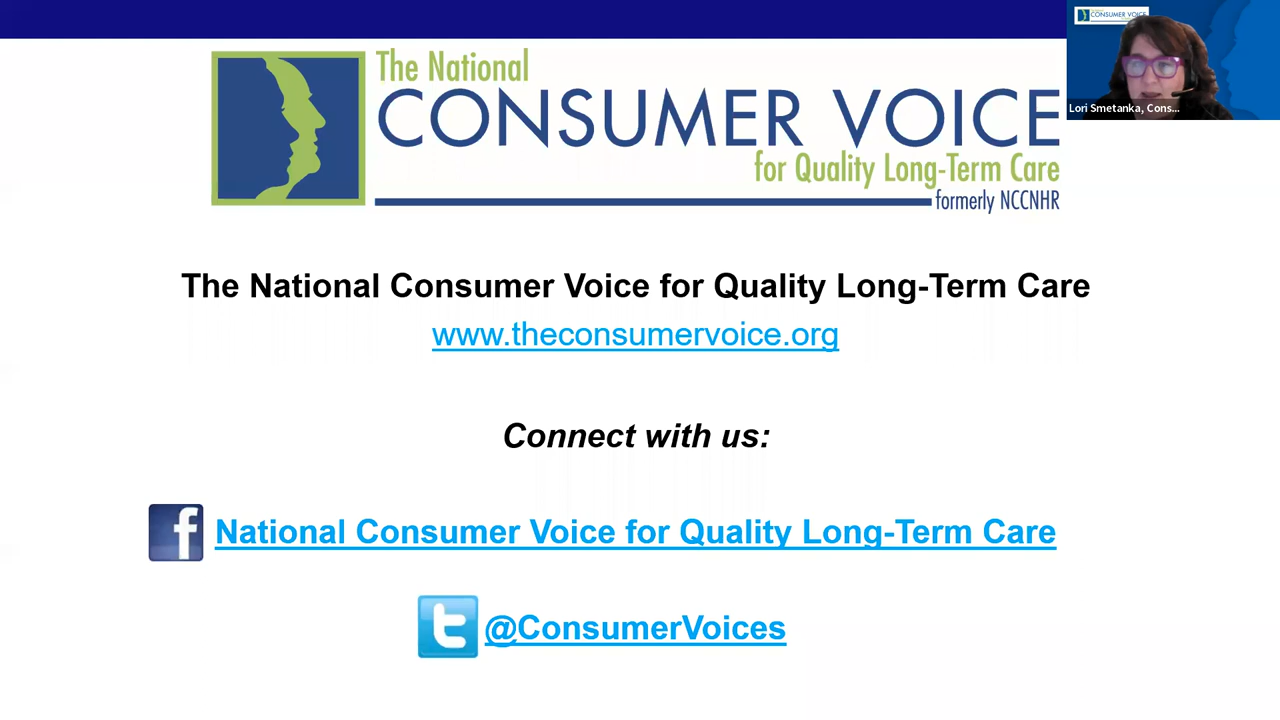 The National
CONSUMER VOICE
for Quality Long-Term Care
formerly NCCNHR
CONSUMER VOICE
Lori Smetanka, Cons...
The National Consumer Voice for Quality Long-Term Care
www.theconsumervoice.org
Connect with us:
f National Consumer Voice for Quality Long-Term Care
t @ConsumerVoices